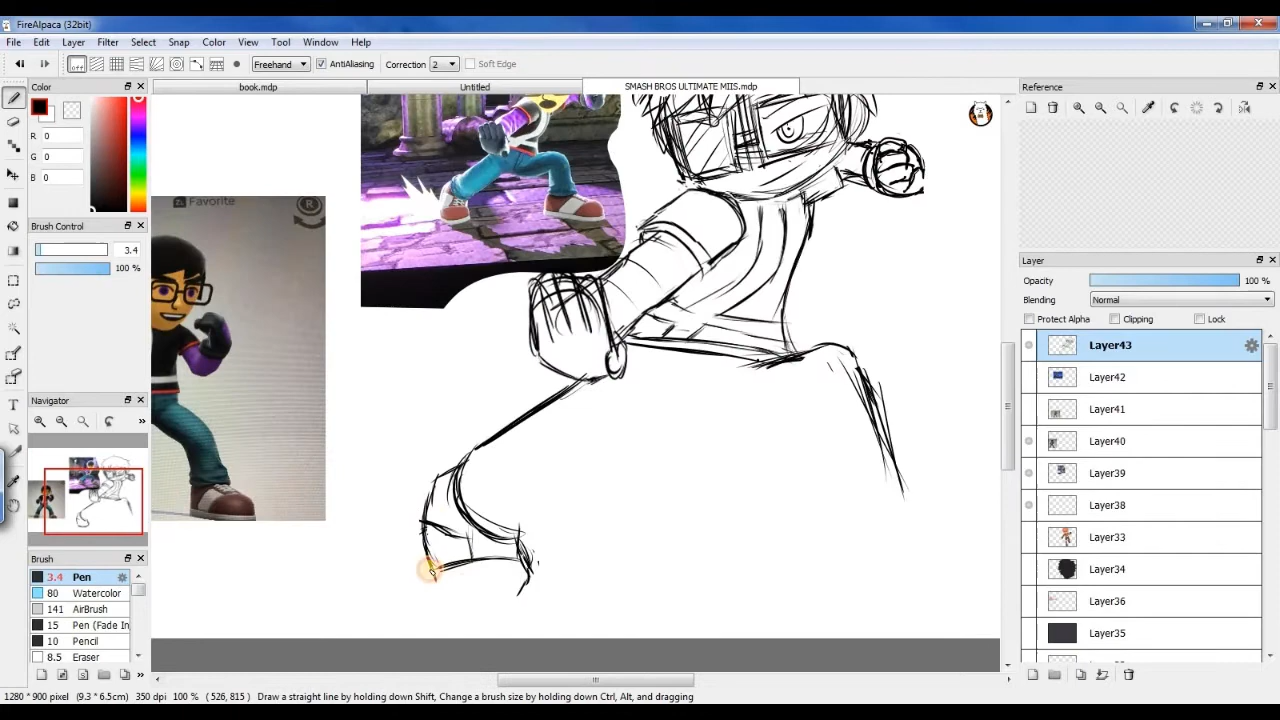 FireAlpaca (32bit)
File Edit Layer Filter Select Snap Color View Tool Window Help
off Freehand AntiAliasing Correction 2 Soft Edge
Color
book.mdp Untitled SMASH BROS ULTIMATE MIIS.mdp
Reference
R 0
G 0
B 0
Favorite
R
Brush Control
3.4
100 %
Layer
Opacity 100 %
Blending Normal
Protect Alpha Clipping Lock
Layer43
Layer42
Navigator
Layer41
Layer40
Layer39
Layer38
Layer33
Brush
Layer34
3.4 Pen
80 Watercolor
Layer36
141 AirBrush
15 Pen (Fade In
Layer35
10 Pencil
8.5 Eraser
1280 * 900 pixel (9.3 * 6.5cm) 350 dpi 100 % ( 526, 815 ) Draw a straight line by holding down Shift, Change a brush size by holding down Ctrl, Alt, and dragging